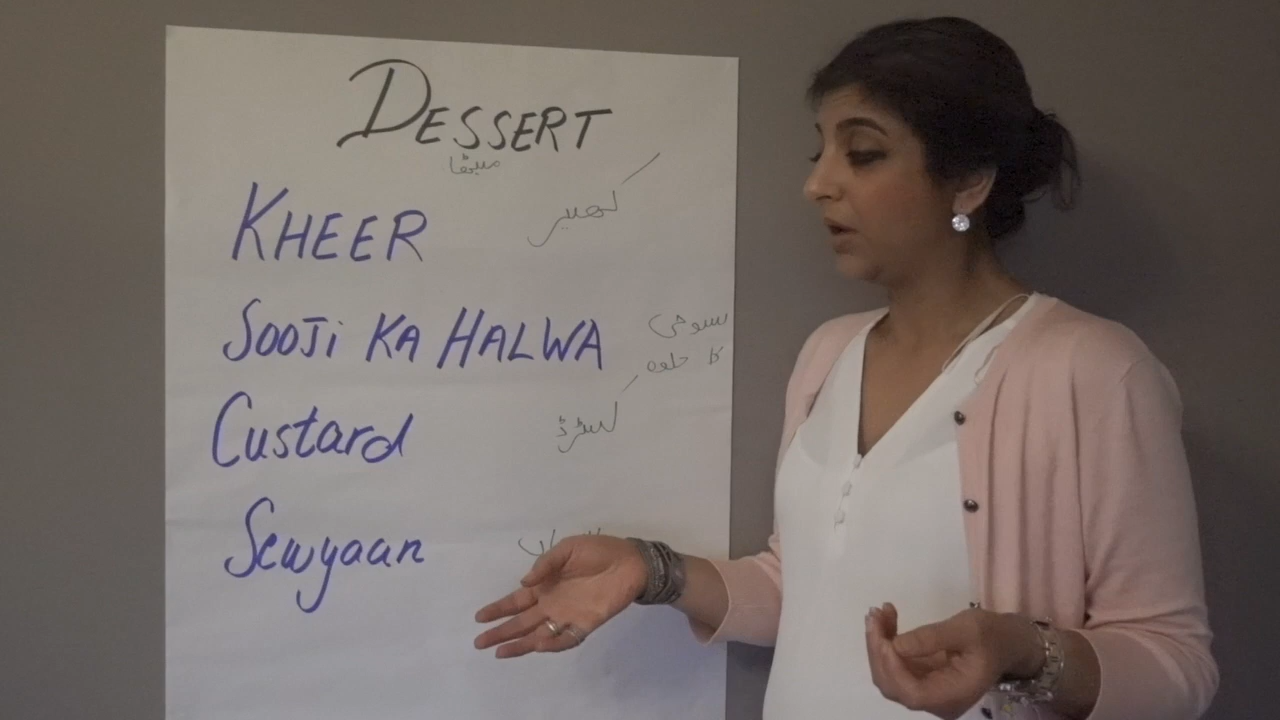 DESSERT
میٹھا
KHEER کھیر
SOOJi KA HALWA سوجی
کا حلوہ
Custard کسٹرڈ
Sewyaan